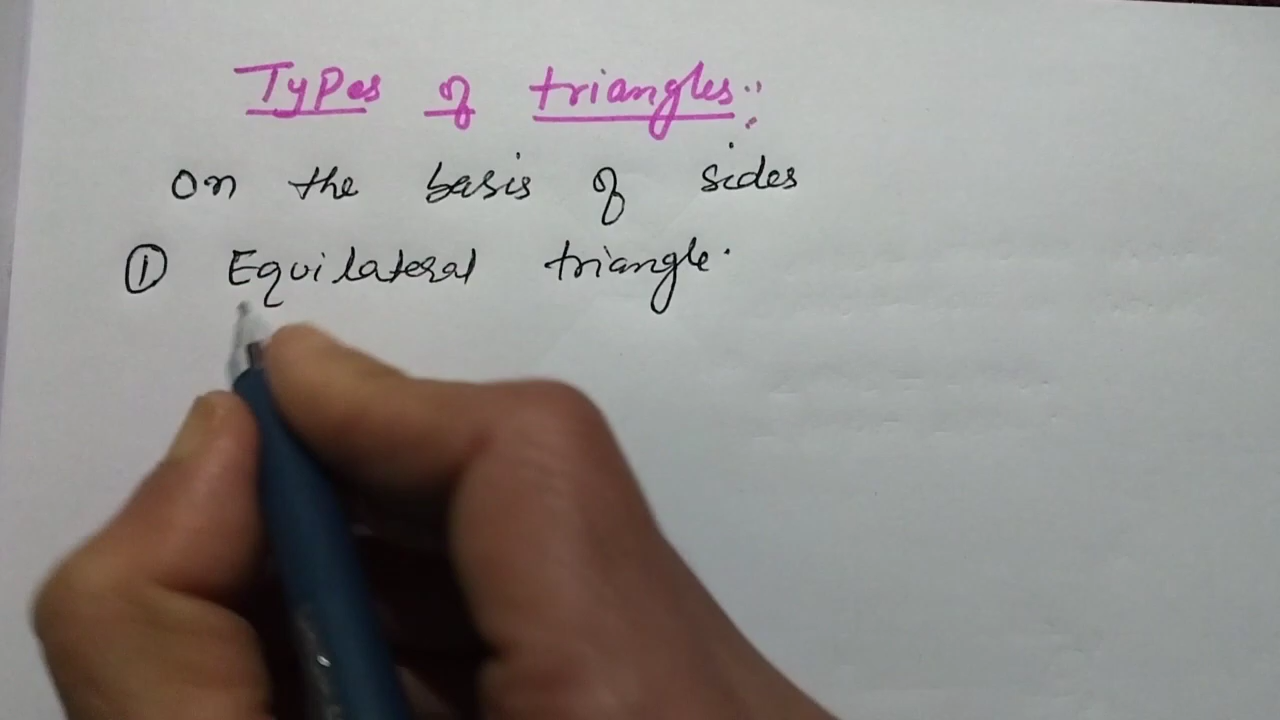 Types of triangles:
On the basis of sides
① Equilateral triangle.